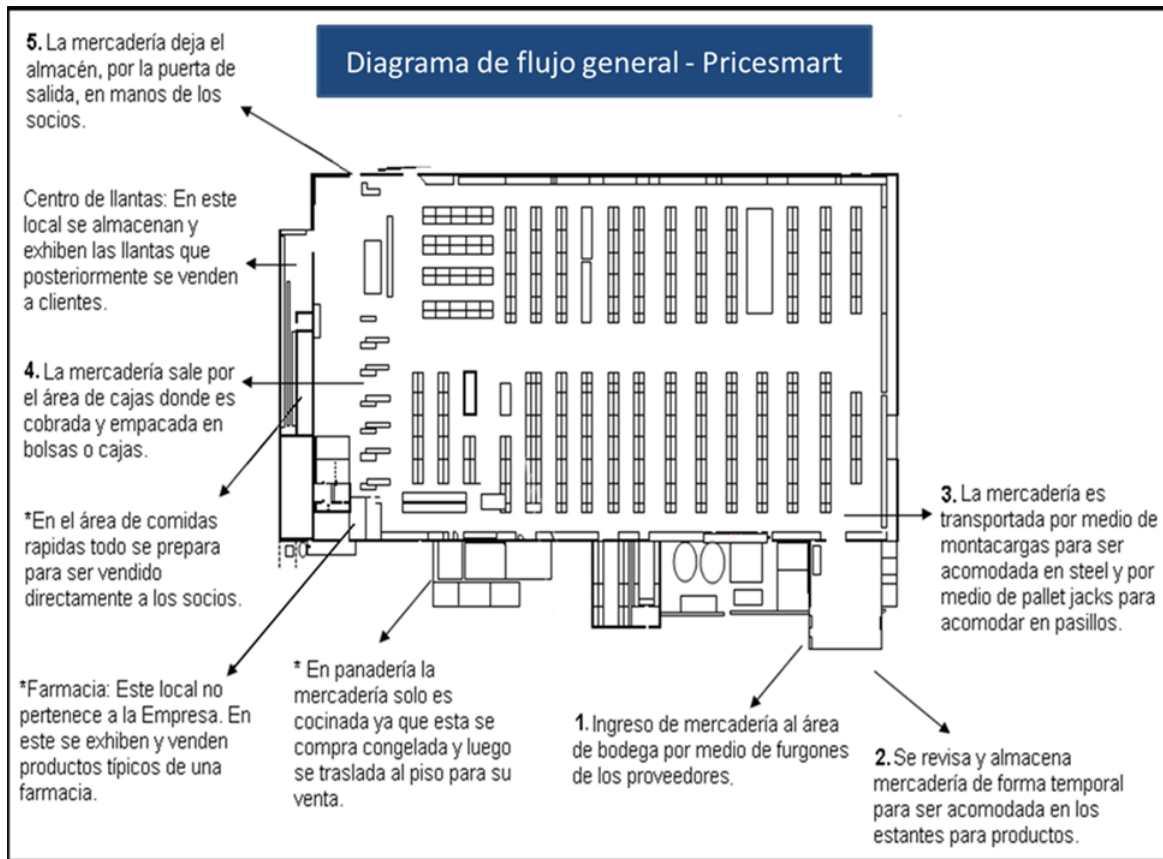 Diagrama de flujo general - Pricesmart
5. La mercadería deja el
almacén, por la puerta de
salida, en manos de los
socios.
Centro de llantas: En este
local se almacenan y
exhiben las llantas que
posteriormente se venden
a clientes.
4. La mercadería sale por
el área de cajas donde es
cobrada y empacada en
bolsas o cajas.
*En el área de comidas
rapidas todo se prepara
para ser vendido
directamente a los socios.
*Farmacia: Este local no
pertenece a la Empresa. En
este se exhiben y venden
productos típicos de una
farmacia.
* En panadería la
mercadería solo es
cocinada ya que esta se
compra congelada y luego
se traslada al piso para su
venta.
1. Ingreso de mercadería al área
de bodega por medio de furgones
de los proveedores.
2. Se revisa y almacena
mercadería de forma temporal
para ser acomodada en los
estantes para productos.
3. La mercadería es
transportada por medio de
montacargas para ser
acomodada en steel y por
medio de pallet jacks para
acomodar en pasillos.